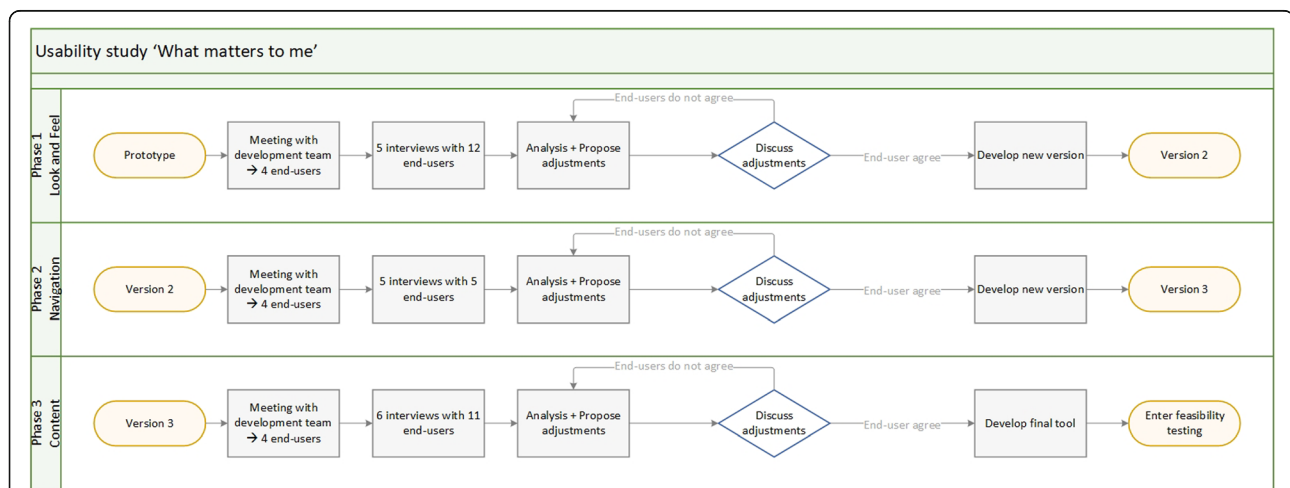 Usability study ‘What matters to me’
Phase 1
Look and Feel
Prototype
Meeting with
development team
→ 4 end-users
5 interviews with 12
end-users
Analysis + Propose
adjustments
End-users do not agree
Discuss
adjustments
End-user agree
Develop new version
Version 2
Phase 2
Navigation
Version 2
Meeting with
development team
→ 4 end-users
5 interviews with 5
end-users
Analysis + Propose
adjustments
End-users do not agree
Discuss
adjustments
End-user agree
Develop new version
Version 3
Phase 3
Content
Version 3
Meeting with
development team
→ 4 end-users
6 interviews with 11
end-users
Analysis + Propose
adjustments
End-users do not agree
Discuss
adjustments
End-user agree
Develop final tool
Enter feasibility
testing